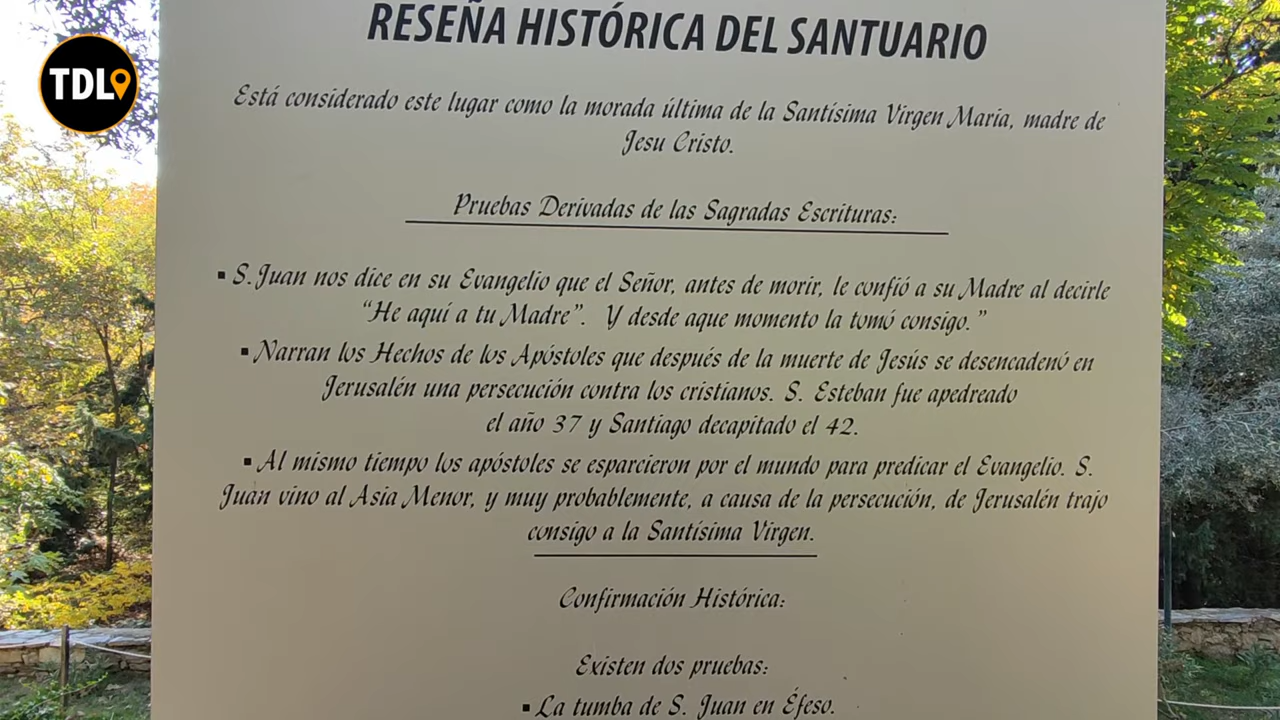 TDL
RESEÑA HISTÓRICA DEL SANTUARIO
Está considerado este lugar como la morada última de la Santísima Virgen Maria, madre de
Jesu Cristo.
Pruebas Derivadas de las Sagradas Escrituras:
▪ S. Juan nos dice en su Evangelio que el Señor, antes de morir, le confió a su Madre al decirle
“He aquí a tu Madre”. Y desde aque momento la tomó consigo.”
▪ Narran los Hechos de los Apóstoles que después de la muerte de Jesús se desencadenó en
Jerusalén una persecución contra los cristianos. S. Esteban fue apedreado
el año 37 y Santiago decapitado el 42.
▪ Al mismo tiempo los apóstoles se esparcieron por el mundo para predicar el Evangelio. S.
Juan vino al Asia Menor, y muy probablemente, a causa de la persecución, de Jerusalén trajo
consigo a la Santísima Virgen.
Confirmación Histórica:
Existen dos pruebas:
▪ La tumba de S. Juan en Éfeso.